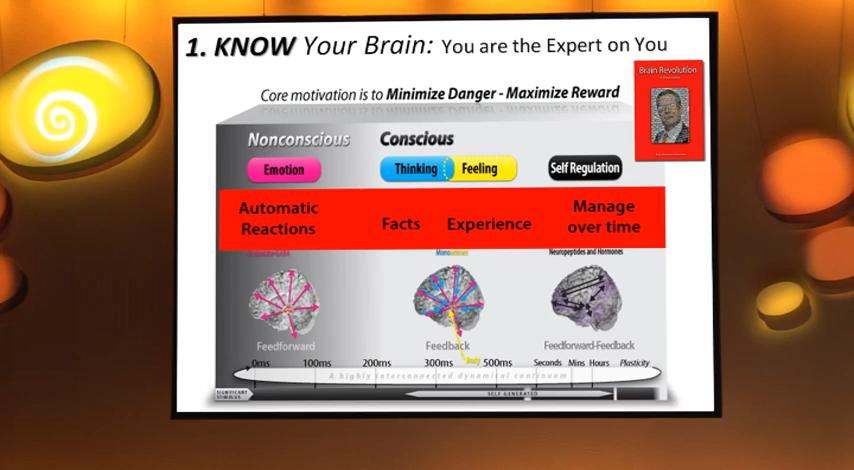 1. KNOW Your Brain: You are the Expert on You
Brain Revolution
Core motivation is to Minimize Danger - Maximize Reward
Nonconscious Conscious
Emotion Thinking Feeling Self Regulation
Automatic
Reactions
Facts Experience
Manage
over time
Neuropeptides and Hormones
Feedforward Feedback Feedforward-Feedback
Body
0ms 100ms 200ms 300ms 500ms Seconds Mins Hours Plasticity
A highly interconnected dynamical continuum
SIGNIFICANT
STIMULUS
SELF GENERATED